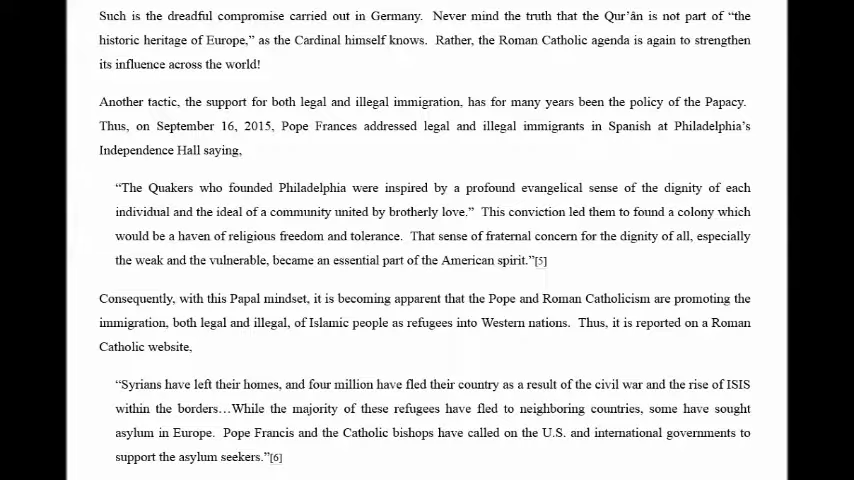 Such is the dreadful compromise carried out in Germany.  Never mind the truth that the Qur’ân is not part of “the
historic heritage of Europe,” as the Cardinal himself knows.  Rather, the Roman Catholic agenda is again to strengthen
its influence across the world!
Another tactic, the support for both legal and illegal immigration, has for many years been the policy of the Papacy.
Thus, on September 16, 2015, Pope Frances addressed legal and illegal immigrants in Spanish at Philadelphia’s
Independence Hall saying,
“The Quakers who founded Philadelphia were inspired by a profound evangelical sense of the dignity of each
individual and the ideal of a community united by brotherly love.”  This conviction led them to found a colony which
would be a haven of religious freedom and tolerance.  That sense of fraternal concern for the dignity of all, especially
the weak and the vulnerable, became an essential part of the American spirit.”[5]
Consequently, with this Papal mindset, it is becoming apparent that the Pope and Roman Catholicism are promoting the
immigration, both legal and illegal, of Islamic people as refugees into Western nations.  Thus, it is reported on a Roman
Catholic website,
“Syrians have left their homes, and four million have fled their country as a result of the civil war and the rise of ISIS
within the borders…While the majority of these refugees have fled to neighboring countries, some have sought
asylum in Europe.  Pope Francis and the Catholic bishops have called on the U.S. and international governments to
support the asylum seekers.”[6]